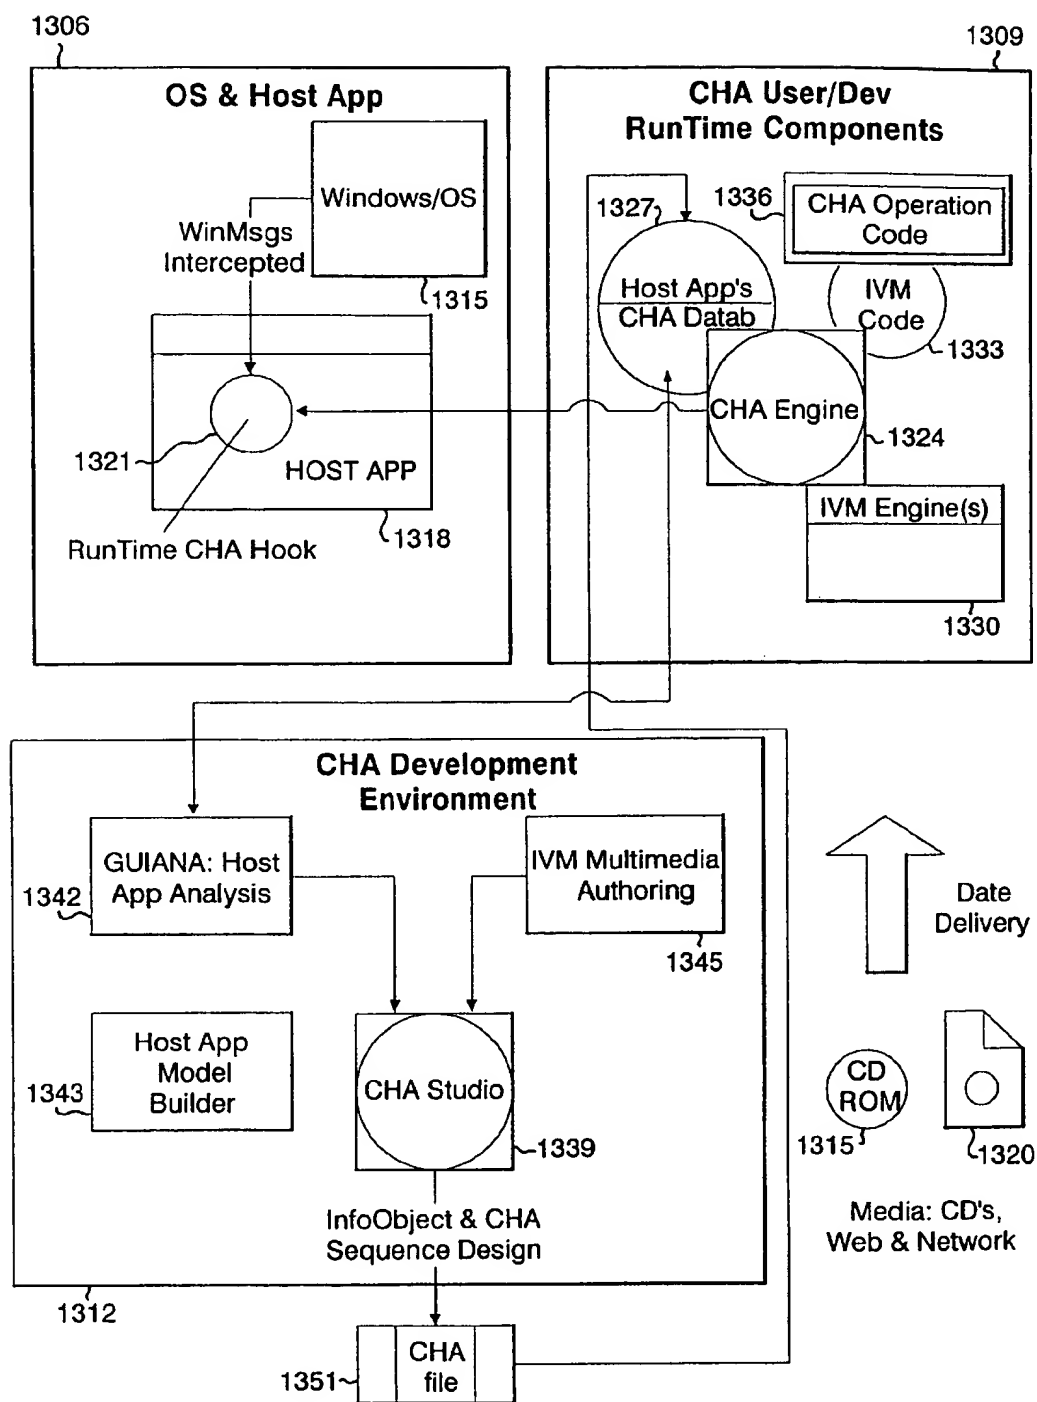 1306
OS & Host App
Windows/OS
WinMsgs
Intercepted
1315
1321
HOST APP
1318
RunTime CHA Hook
1309
CHA User/Dev
RunTime Components
1327
1336
CHA Operation
Code
Host App's
CHA Datab
IVM
Code
1333
CHA Engine
1324
IVM Engine(s)
1330
CHA Development
Environment
GUIANA: Host
App Analysis
1342
IVM Multimedia
Authoring
1345
Host App
Model
Builder
1343
CHA Studio
1339
InfoObject & CHA
Sequence Design
1312
CHA
file
1351
Date
Delivery
CD
ROM
1315
1320
Media: CD's,
Web & Network